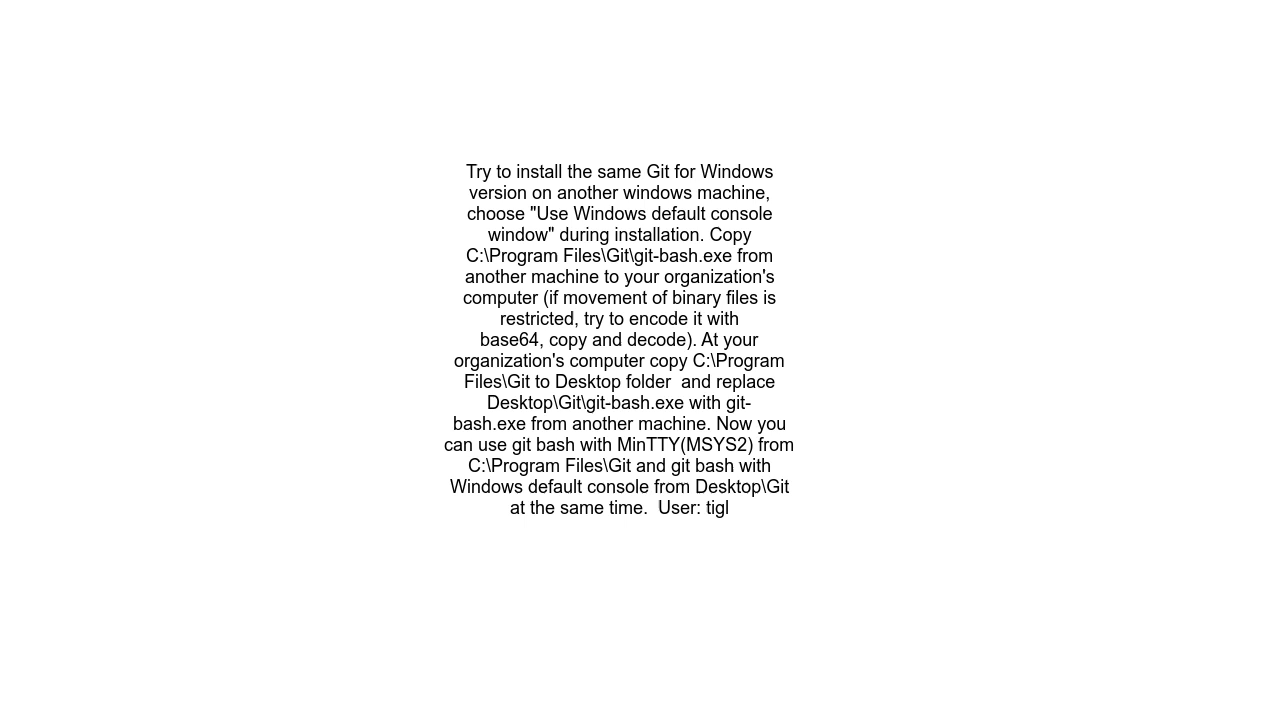 Try to install the same Git for Windows
version on another windows machine,
choose "Use Windows default console
window" during installation. Copy
C:\Program Files\Git\git-bash.exe from
another machine to your organization's
computer (if movement of binary files is
restricted, try to encode it with
base64, copy and decode). At your
organization's computer copy C:\Program
Files\Git to Desktop folder  and replace
Desktop\Git\git-bash.exe with git-
bash.exe from another machine. Now you
can use git bash with MinTTY(MSYS2) from
C:\Program Files\Git and git bash with
Windows default console from Desktop\Git
at the same time.  User: tigl